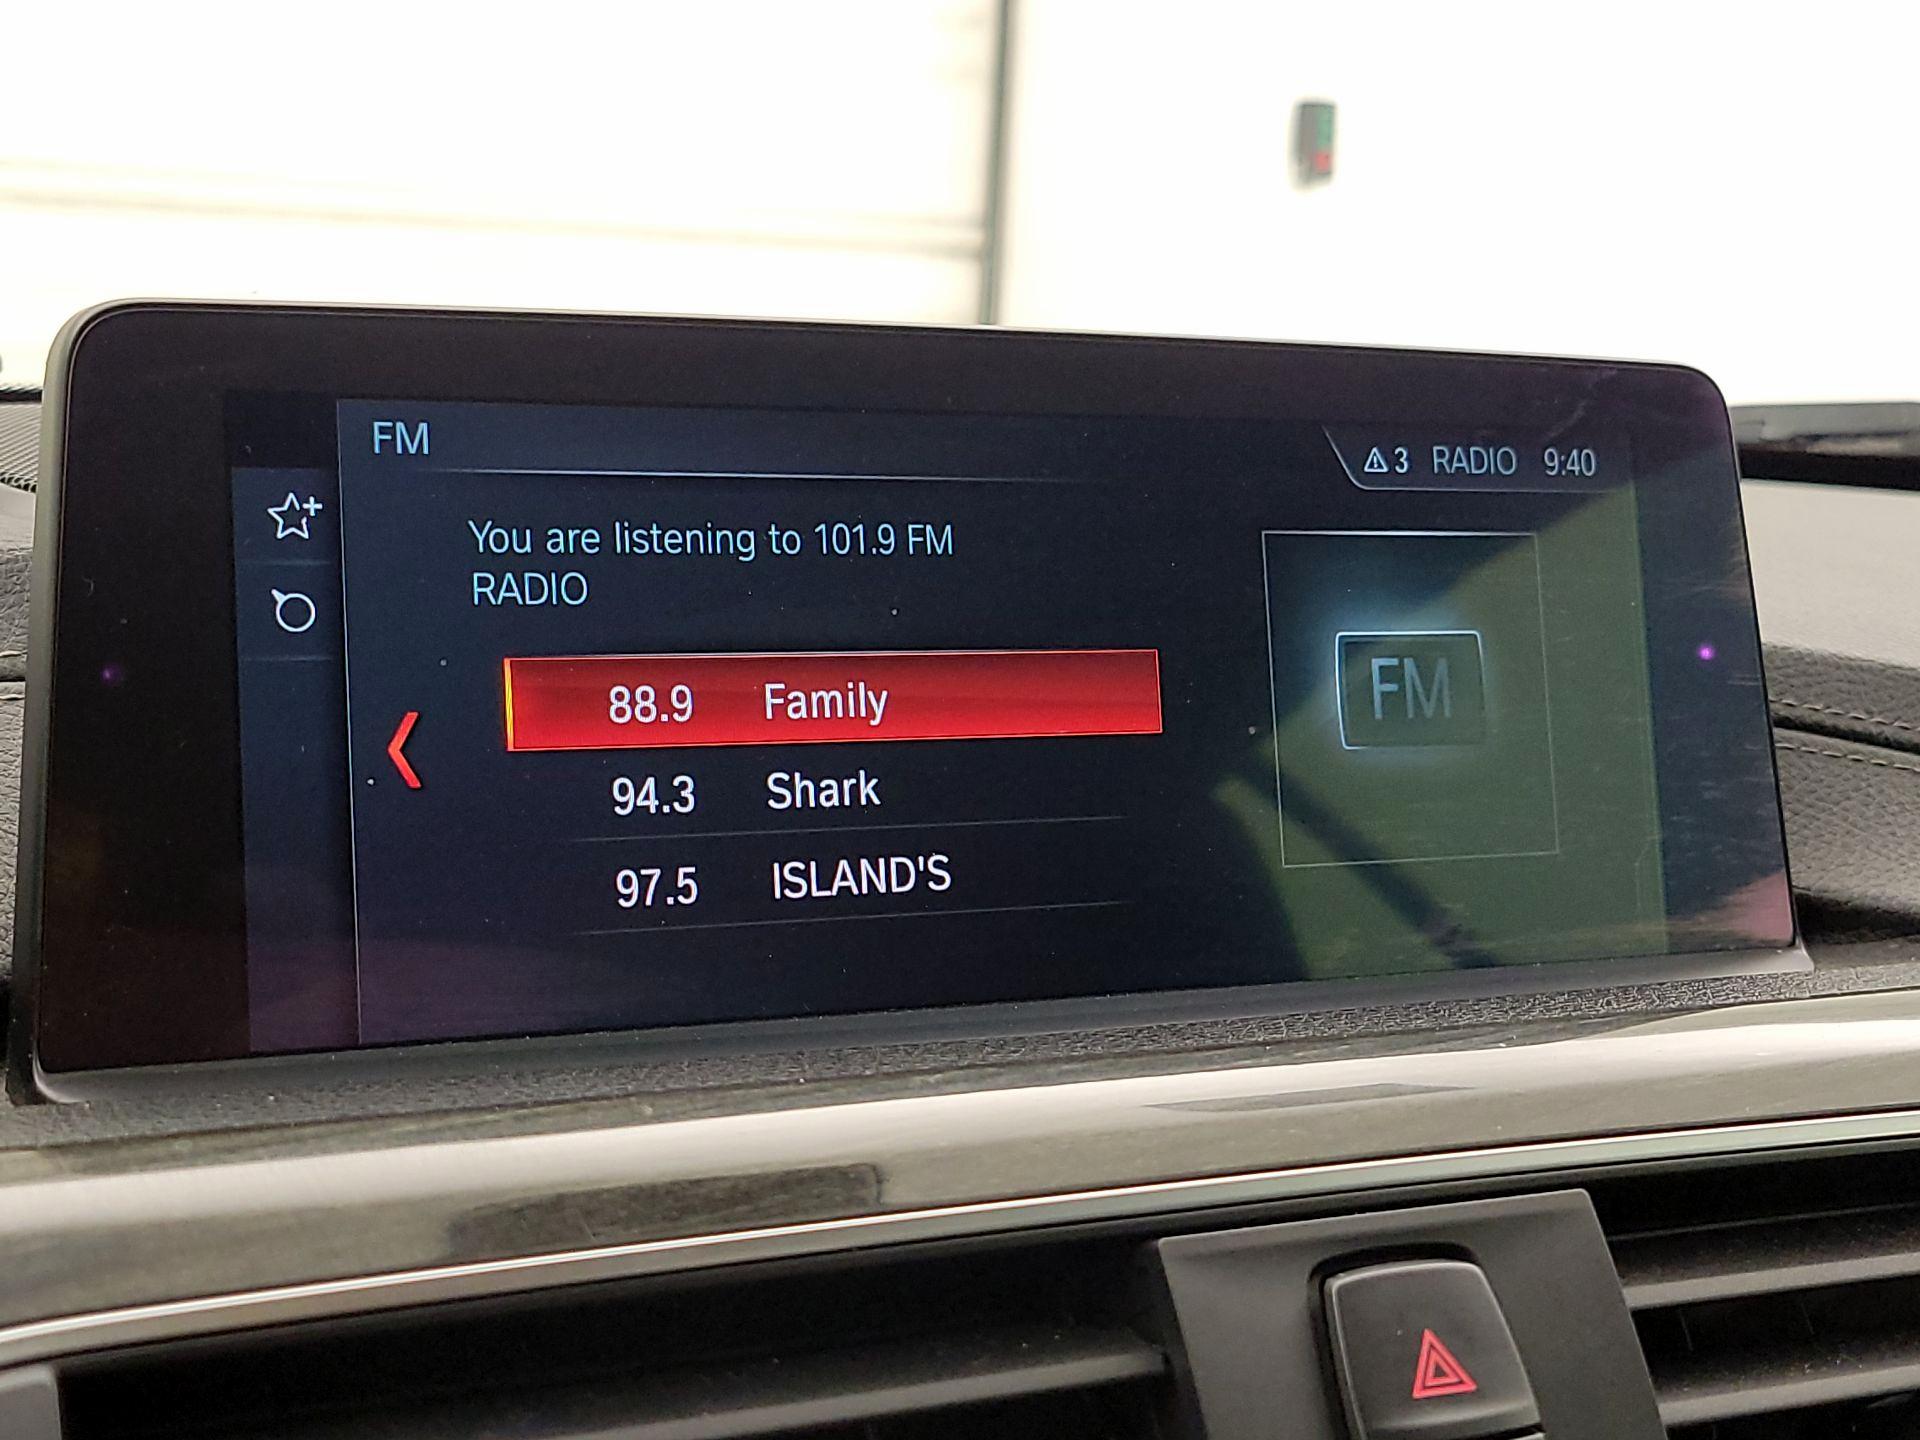 FM
3 RADIO 9:40
You are listening to 101.9 FM
RADIO
88.9 Family
94.3 Shark
97.5 ISLAND'S
FM